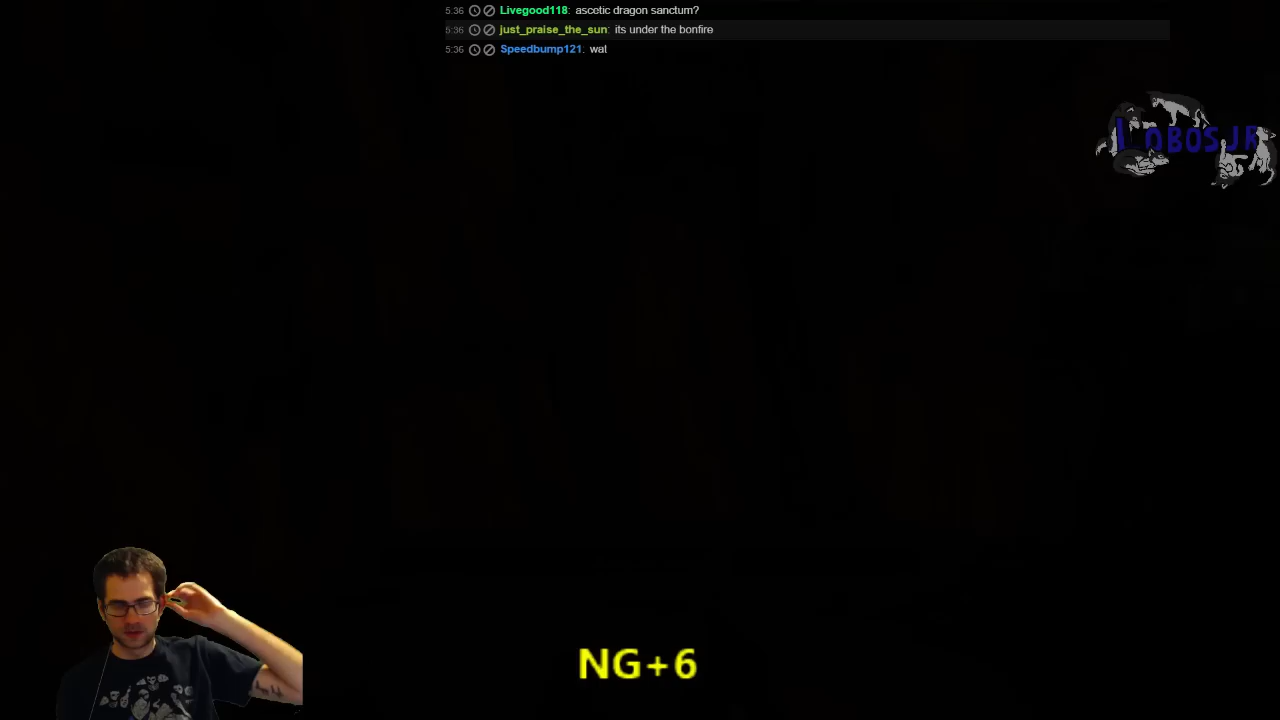 5:36 Livegood118: ascetic dragon sanctum?
5:36 just_praise_the_sun: its under the bonfire
5:36 Speedbump121: wat
LOBOSJR
NG+6